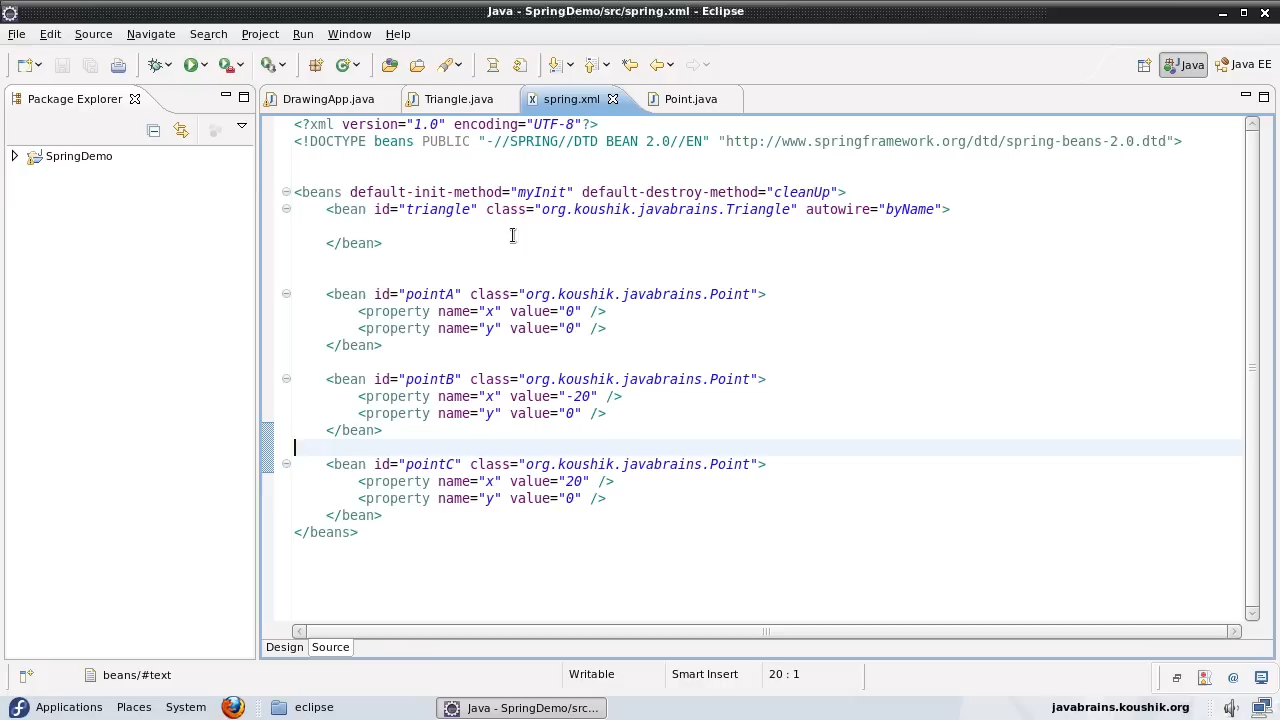 Java - SpringDemo/src/spring.xml - Eclipse
File Edit Source Navigate Search Project Run Window Help
Java Java EE
Package Explorer
DrawingApp.java Triangle.java spring.xml Point.java
SpringDemo
<?xml version="1.0" encoding="UTF-8"?>
<!DOCTYPE beans PUBLIC "-//SPRING//DTD BEAN 2.0//EN" "http://www.springframework.org/dtd/spring-beans-2.0.dtd">
<beans default-init-method="myInit" default-destroy-method="cleanUp">
<bean id="triangle" class="org.koushik.javabrains.Triangle" autowire="byName">
</bean>
<bean id="pointA" class="org.koushik.javabrains.Point">
<property name="x" value="0" />
<property name="y" value="0" />
</bean>
<bean id="pointB" class="org.koushik.javabrains.Point">
<property name="x" value="-20" />
<property name="y" value="0" />
</bean>
<bean id="pointC" class="org.koushik.javabrains.Point">
<property name="x" value="20" />
<property name="y" value="0" />
</bean>
</beans>
Design Source
beans/#text Writable Smart Insert 20 : 1
Applications Places System eclipse Java - SpringDemo/src... javabrains.koushik.org